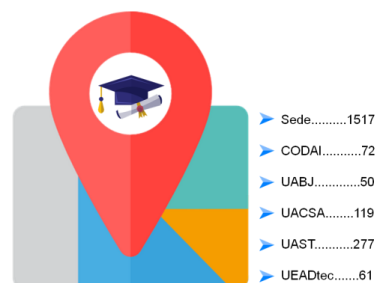 Sede..........1517
CODAI...........72
UABJ.............50
UACSA........119
UAST...........277
UEADtec.......61